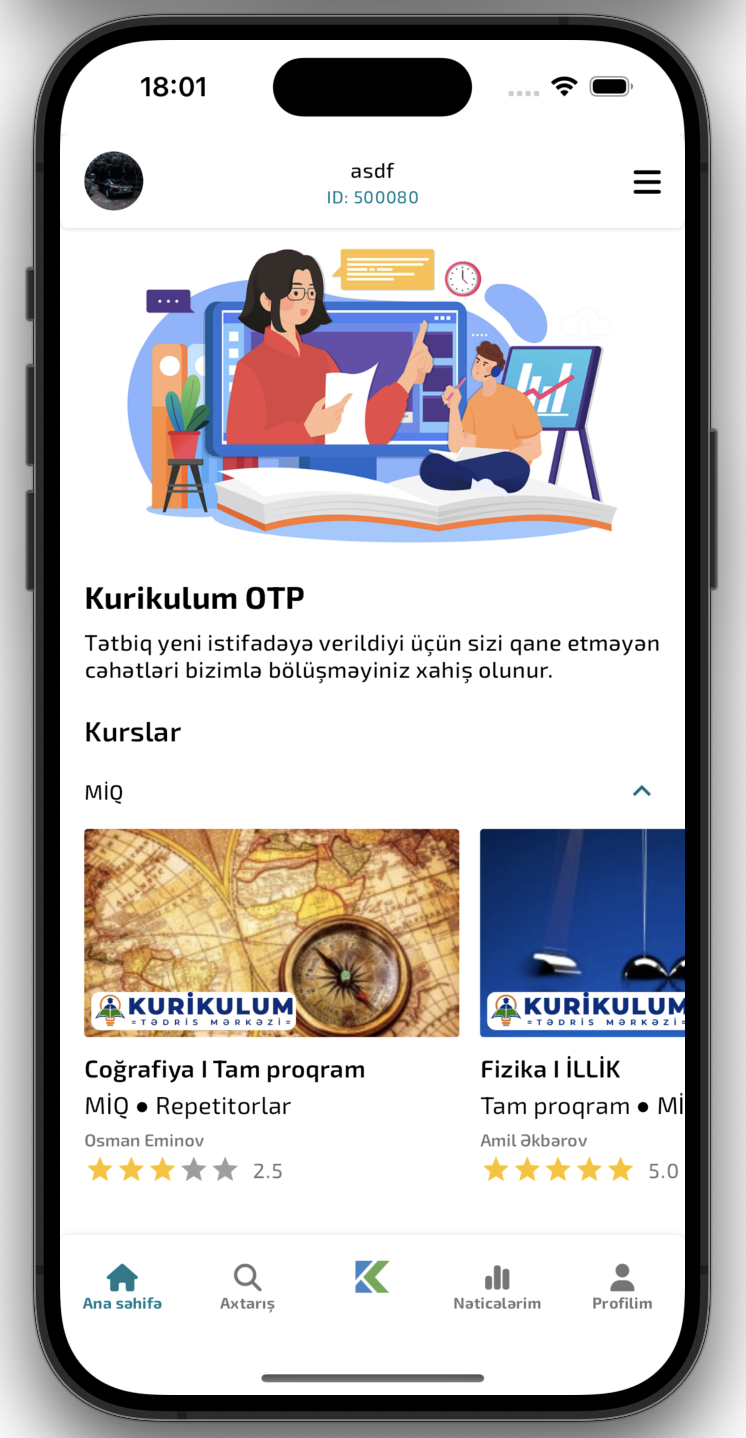 18:01
asdf
ID: 500080
Kurikulum OTP
Tətbiq yeni istifadəyə verildiyi üçün sizi qane etməyən
cəhətləri bizimlə bölüşməyiniz xahiş olunur.
Kurslar
MİQ
KURİKULUM
=TƏDRİS MƏRKƏZİ=
KURİKULUM
=TƏDRİS MƏRKƏZİ=
Coğrafiya I Tam proqram
MİQ ● Repetitorlar
Osman Eminov
2.5
Fizika I İLLİK
Tam proqram ● Mİ
Amil Əkbərov
5.0
Ana səhifə
Axtarış
Nəticələrim
Profilim